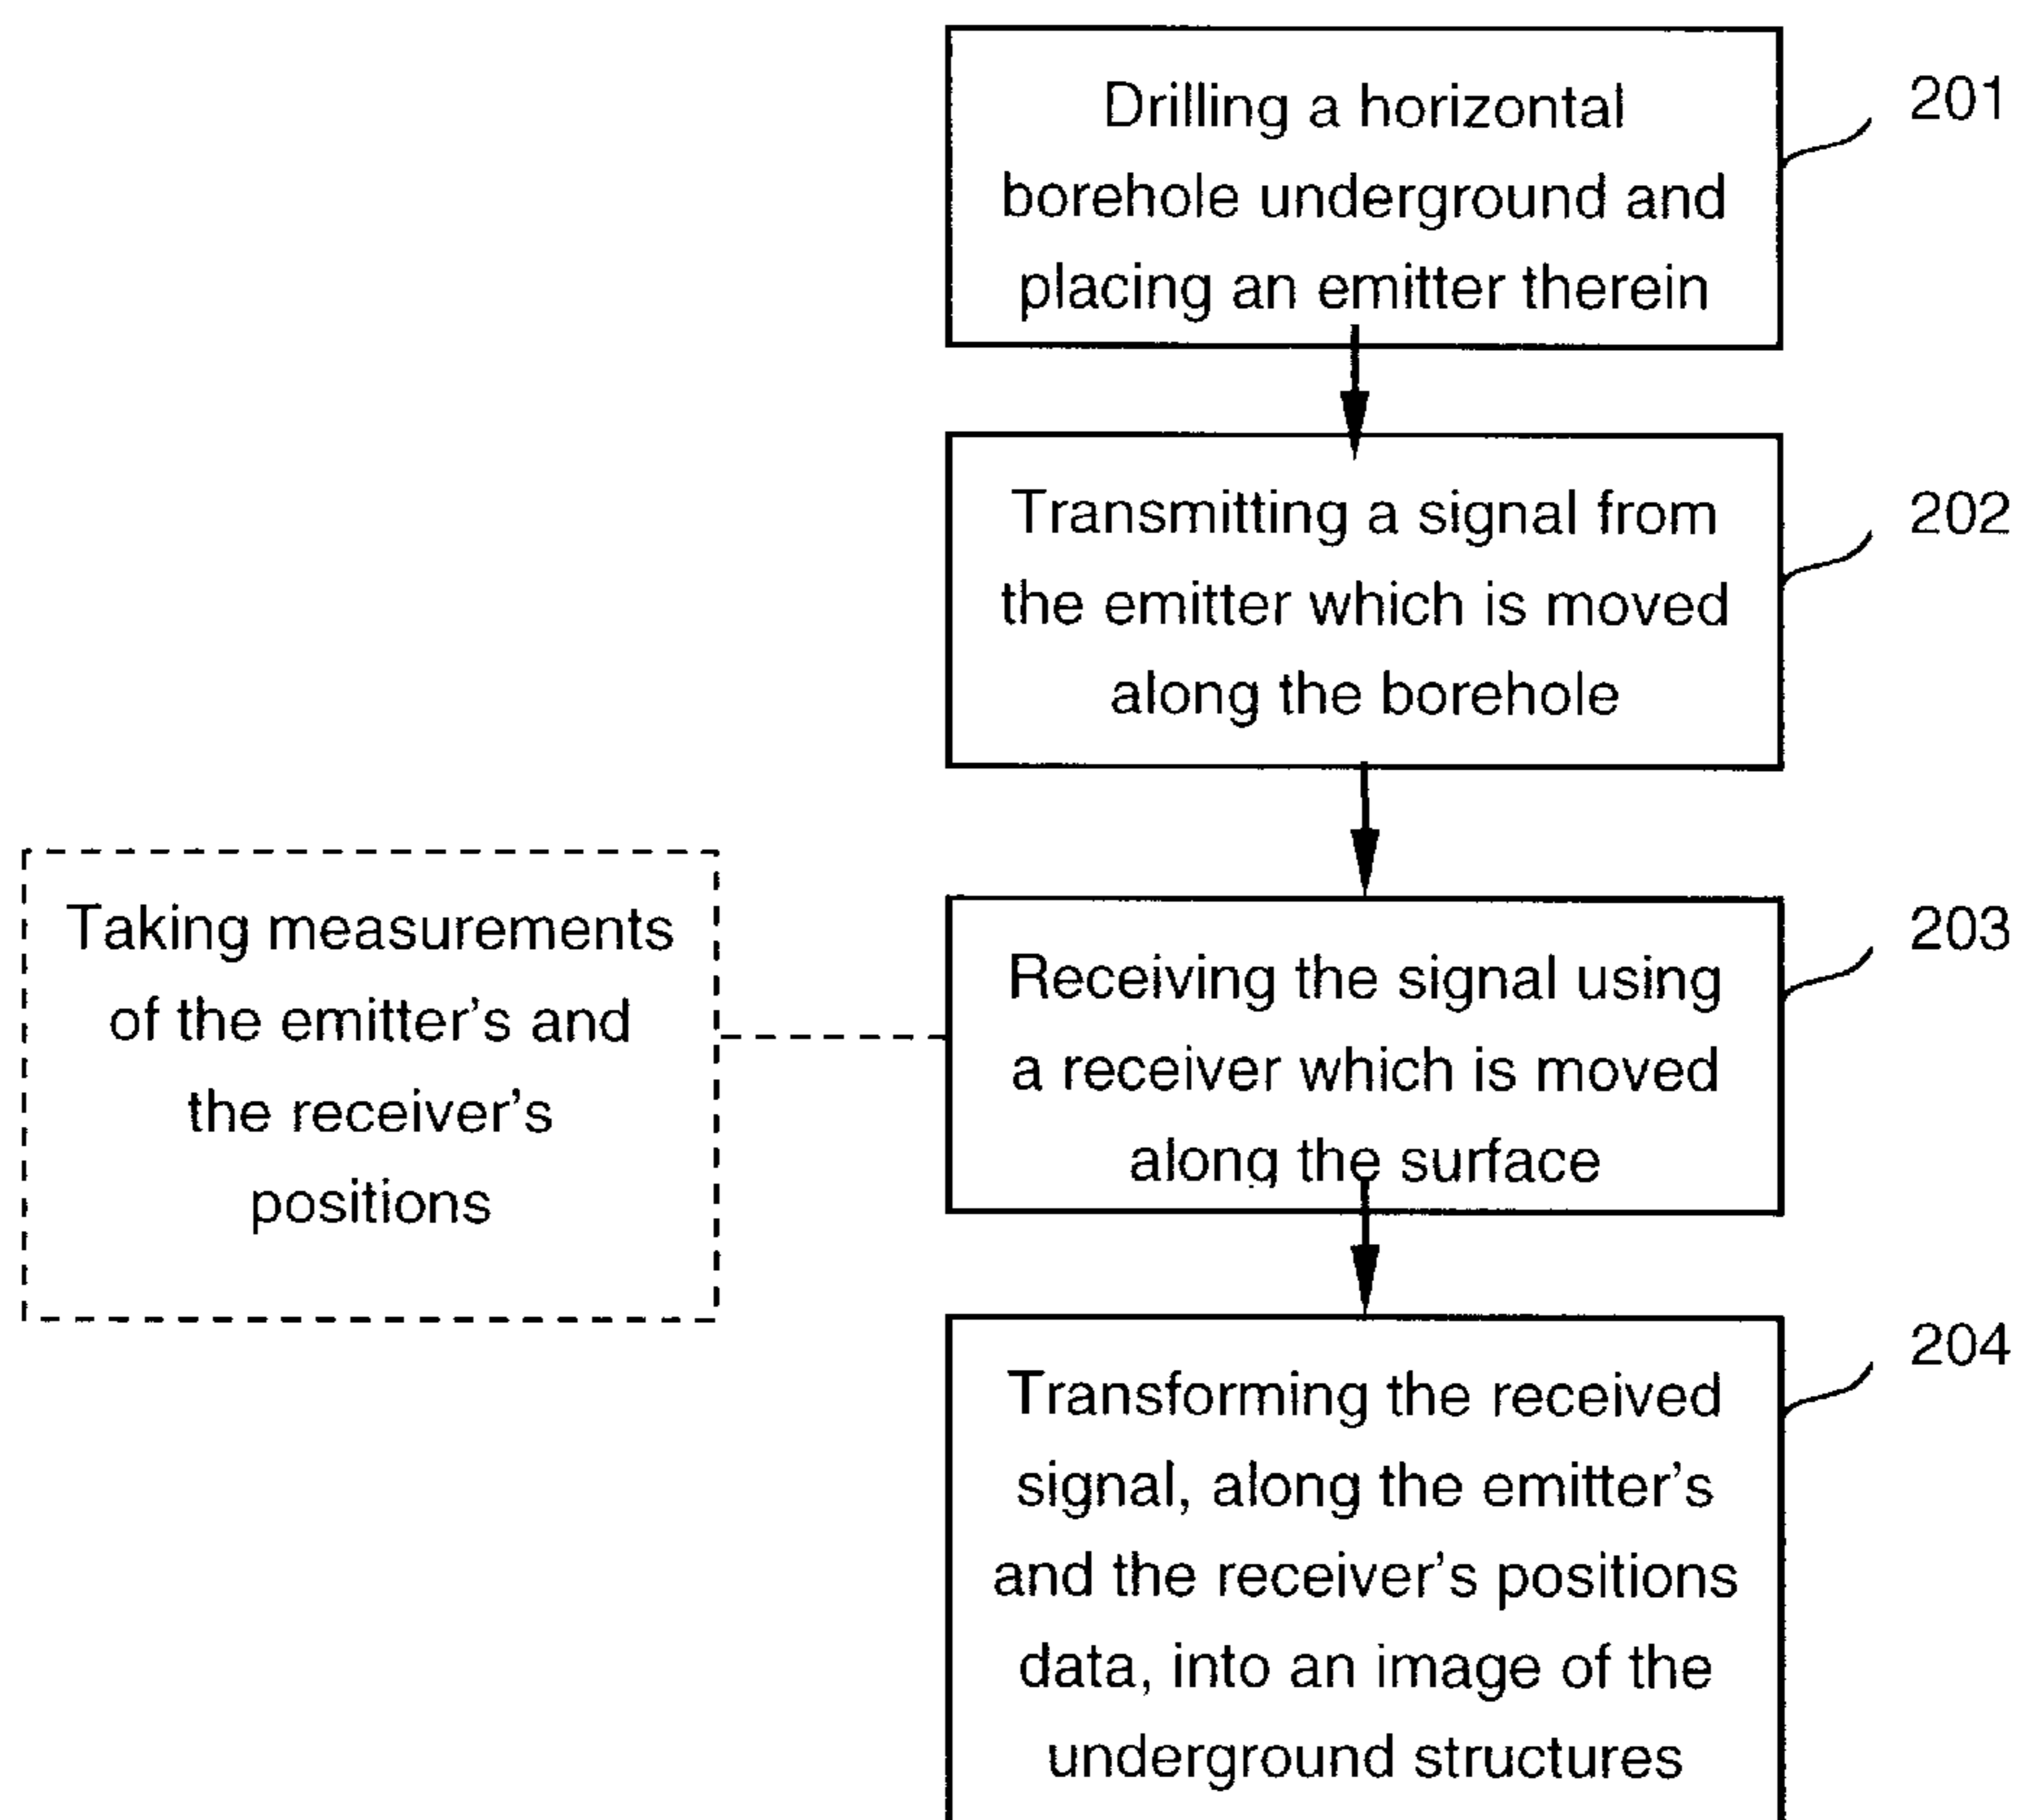 Drilling a horizontal
borehole underground and
placing an emitter therein
201
Transmitting a signal from
the emitter which is moved
along the borehole
202
Taking measurements
of the emitter's and
the receiver's
positions
Receiving the signal using
a receiver which is moved
along the surface
203
Transforming the received
signal, along the emitter's
and the receiver's positions
data, into an image of the
underground structures
204